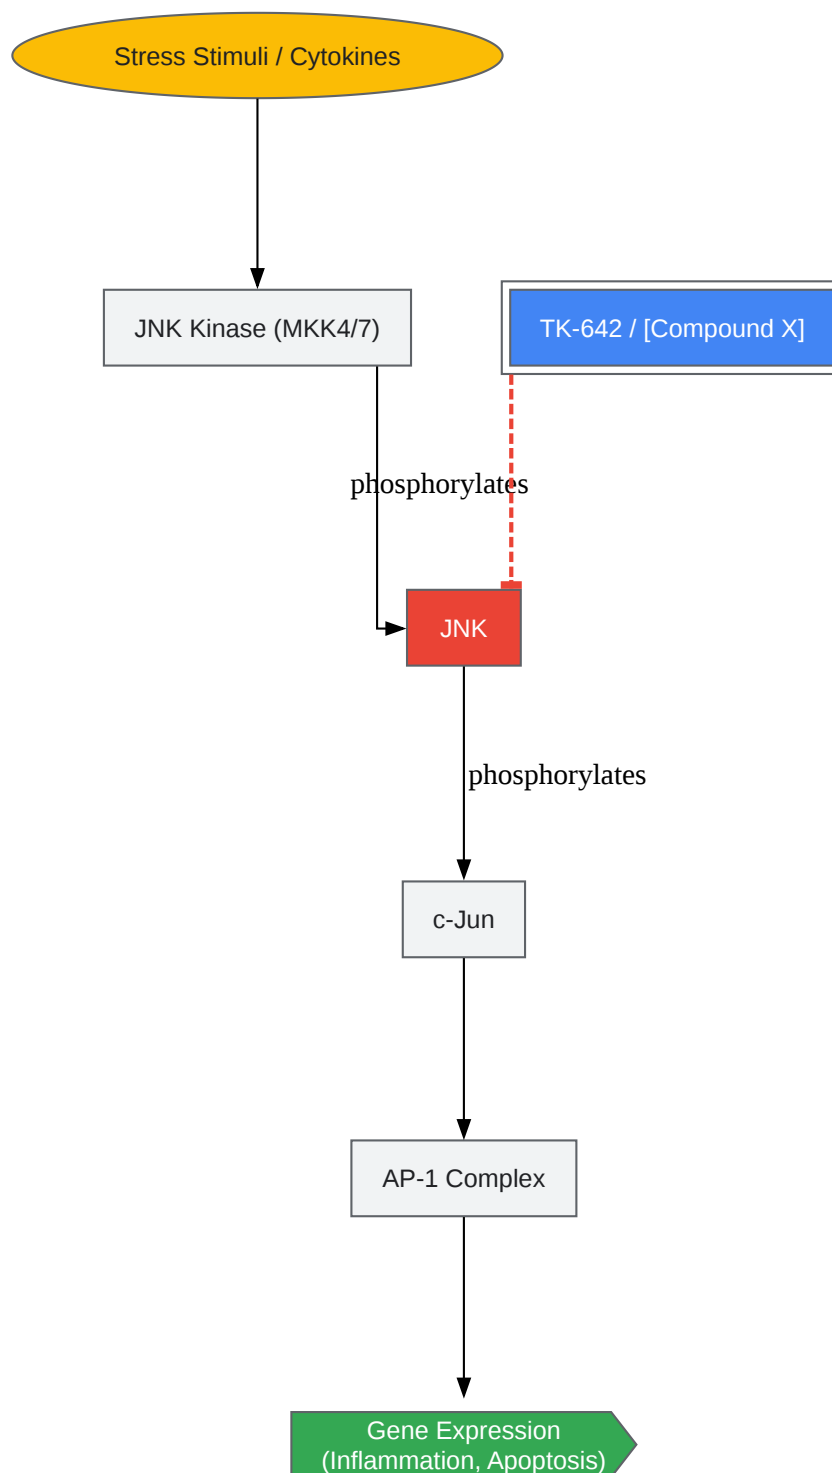 Stress Stimuli / Cytokines
JNK Kinase (MKK4/7)
TK-642 / [Compound X]
phosphorylates
JNK
phosphorylates
c-Jun
AP-1 Complex
Gene Expression
(Inflammation, Apoptosis)